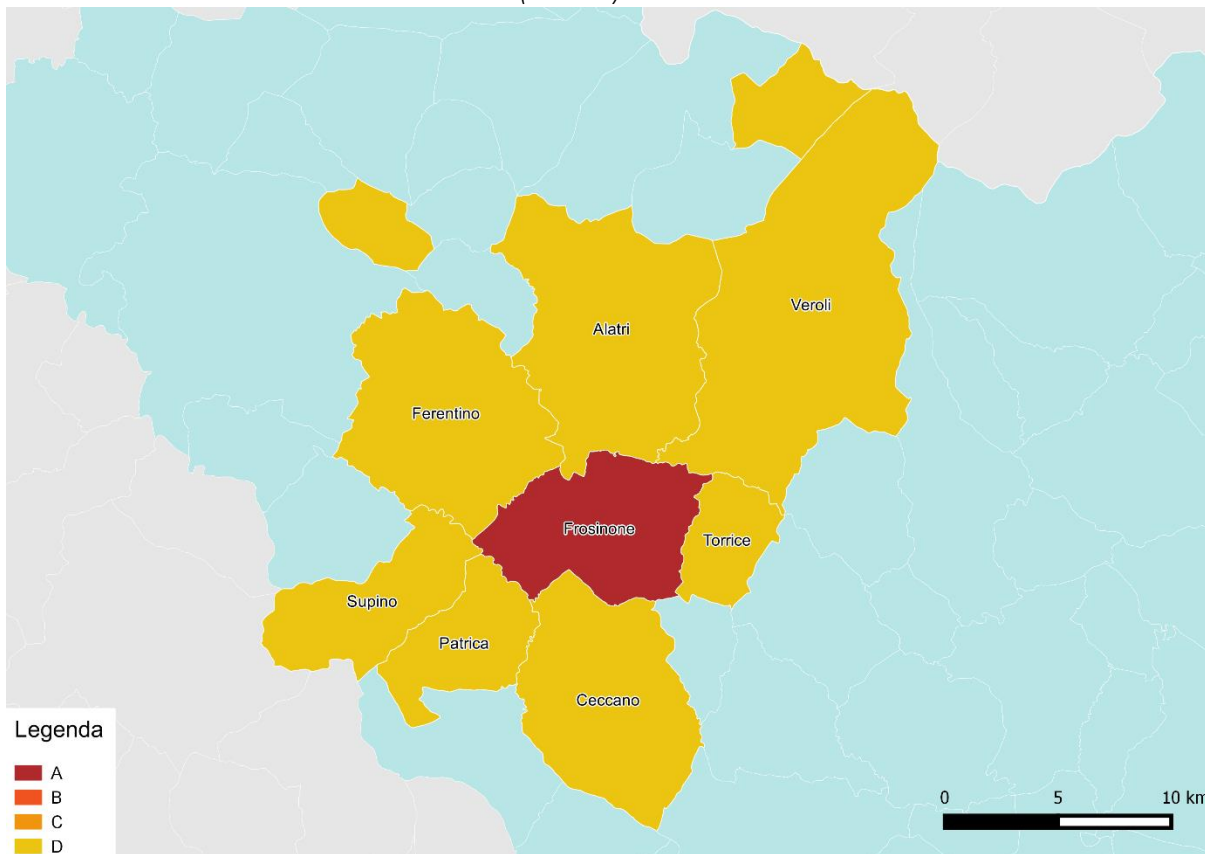 Veroli
Alatri
Ferentino
Frosinone
Torrice
Supino
Patrica
Ceccano
Legenda
A
B
C
D
0 5 10 km